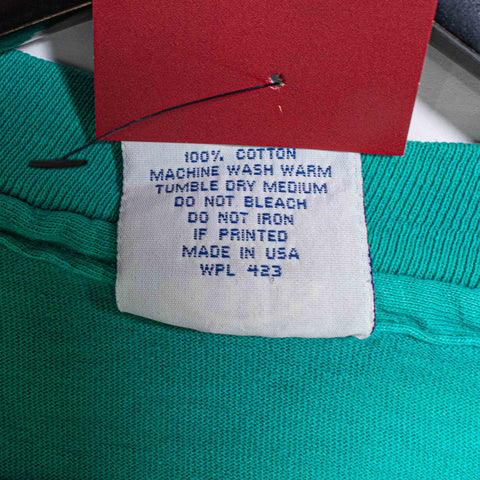 100% COTTON
MACHINE WASH WARM
TUMBLE DRY MEDIUM
DO NOT BLEACH
DO NOT IRON
IF PRINTED
MADE IN USA
WPL 423